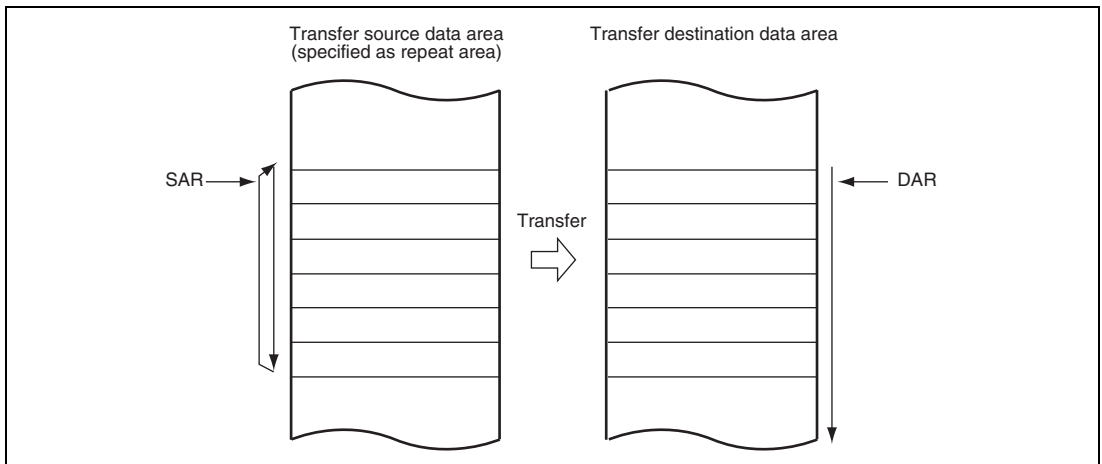 Transfer source data area
(specified as repeat area)
Transfer destination data area
SAR
Transfer
DAR